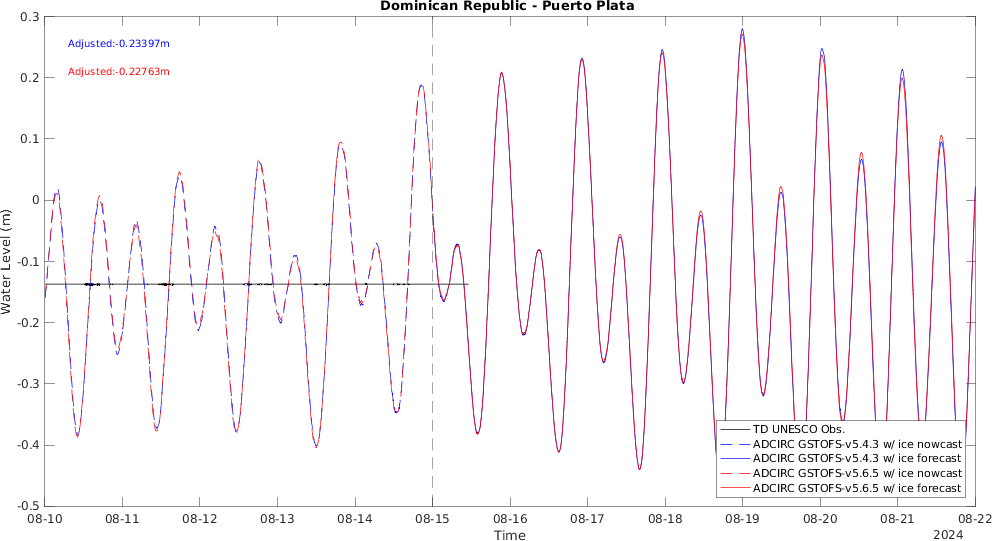 Dominican Republic - Puerto Plata
Adjusted:-0.23397m
Adjusted:-0.22763m
Water Level (m)
0.3
0.2
0.1
0
-0.1
-0.2
-0.3
-0.4
-0.5
TD UNESCO Obs.
ADCIRC GSTOFS-v5.4.3 w/ ice nowcast
ADCIRC GSTOFS-v5.4.3 w/ ice forecast
ADCIRC GSTOFS-v5.6.5 w/ ice nowcast
ADCIRC GSTOFS-v5.6.5 w/ ice forecast
08-10 08-11 08-12 08-13 08-14 08-15 08-16 08-17 08-18 08-19 08-20 08-21 08-22
Time
2024